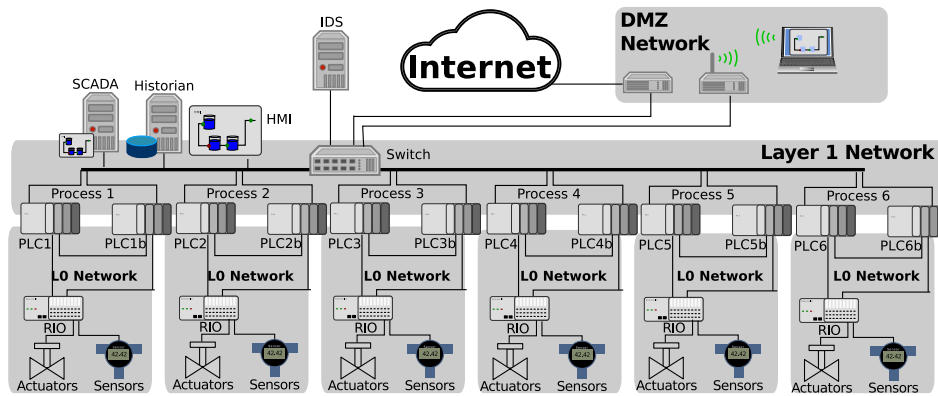 IDS
DMZ
Network
Internet
SCADA
Historian
HMI
Switch
Layer 1 Network
Process 1
Process 2
Process 3
Process 4
Process 5
Process 6
PLC1
PLC1b
PLC2
PLC2b
PLC3
PLC3b
PLC4
PLC4b
PLC5
PLC5b
PLC6
PLC6b
L0 Network
L0 Network
L0 Network
L0 Network
L0 Network
L0 Network
RIO
RIO
RIO
RIO
RIO
RIO
42.42
42.42
42.42
42.42
42.42
42.42
Actuators
Sensors
Actuators
Sensors
Actuators
Sensors
Actuators
Sensors
Actuators
Sensors
Actuators
Sensors